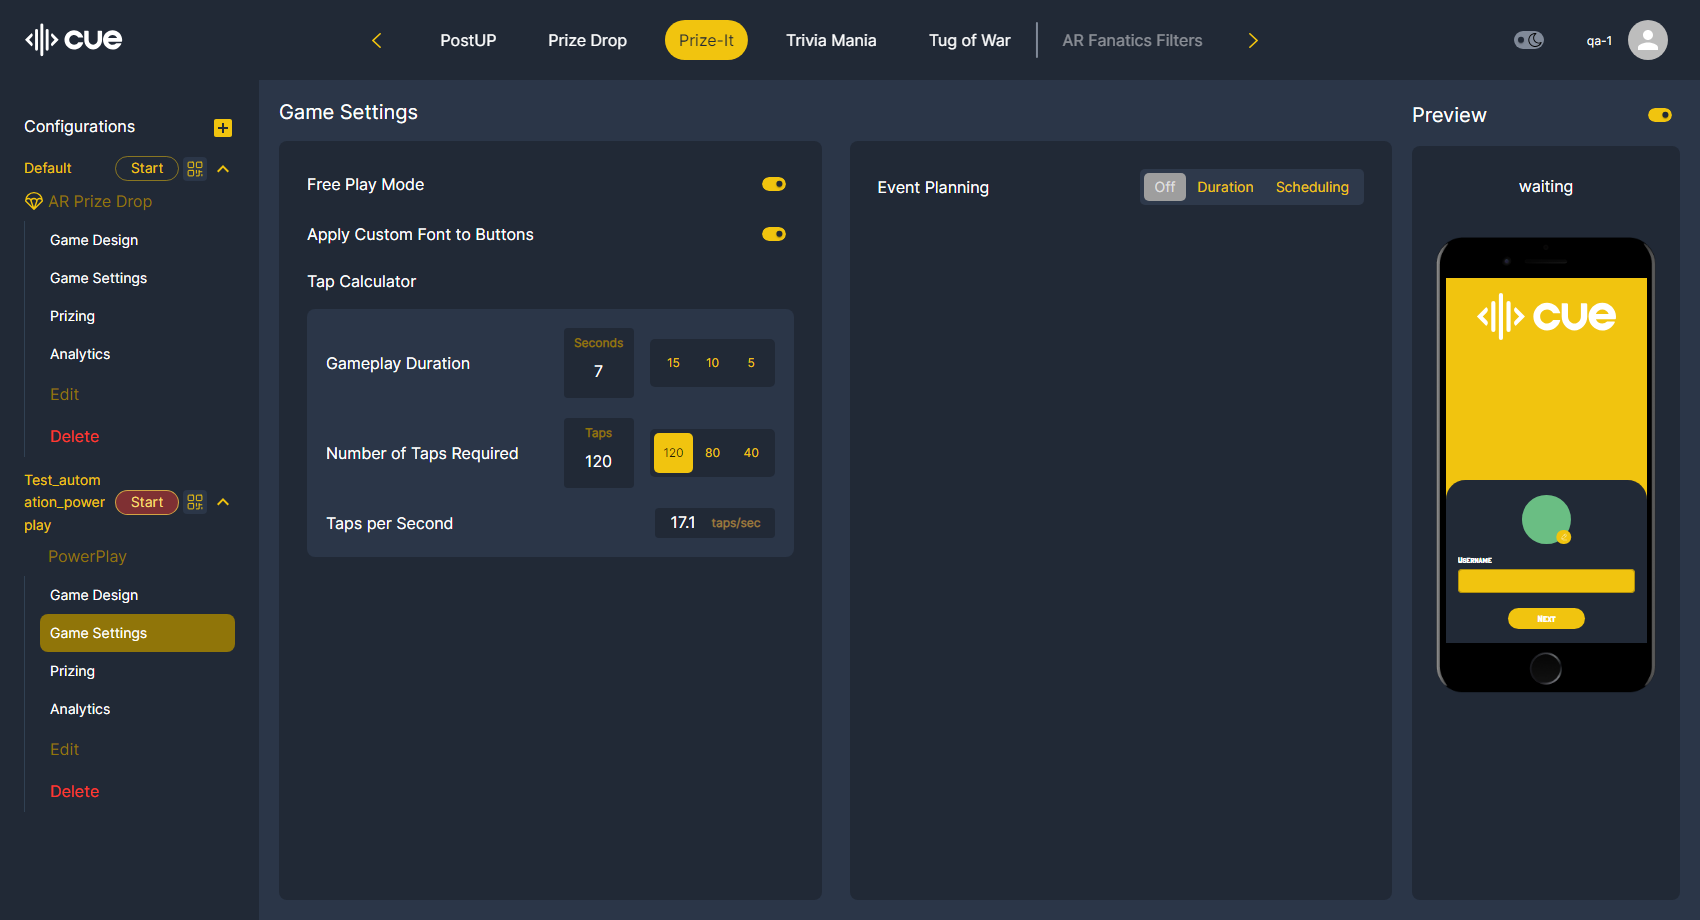 cue
PostUP
Prize Drop
Prize-It
Trivia Mania
Tug of War
AR Fanatics Filters
qa-1
Configurations
Default
Start
AR Prize Drop
Game Design
Game Settings
Prizing
Analytics
Edit
Delete
Test_autom
ation_power
play
Start
PowerPlay
Game Design
Game Settings
Prizing
Analytics
Edit
Delete
Game Settings
Free Play Mode
Apply Custom Font to Buttons
Tap Calculator
Gameplay Duration
Seconds
7
15 10 5
Number of Taps Required
Taps
120
120 80 40
Taps per Second
17.1 taps/sec
Event Planning
Off Duration Scheduling
Preview
waiting
cue
Username
Next